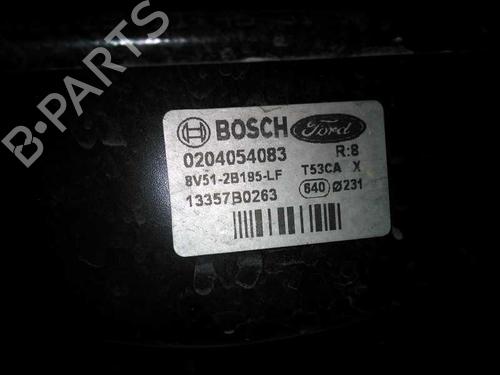 B-PARTS
BOSCH Ford
0204054083 R:8
8V51-2B195-LF T53CA X
13357B0263 640 Ø231